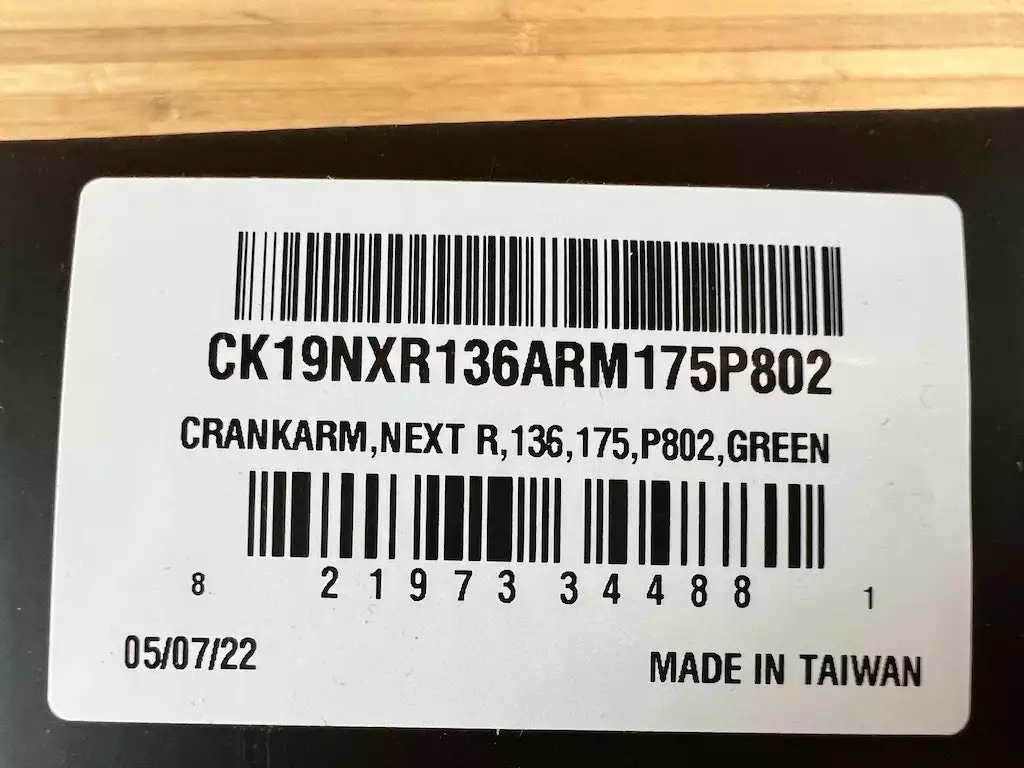 CK19NXR136ARM175P802
CRANKARM,NEXT R,136,175,P802,GREEN
8 21973 34488 1
05/07/22
MADE IN TAIWAN